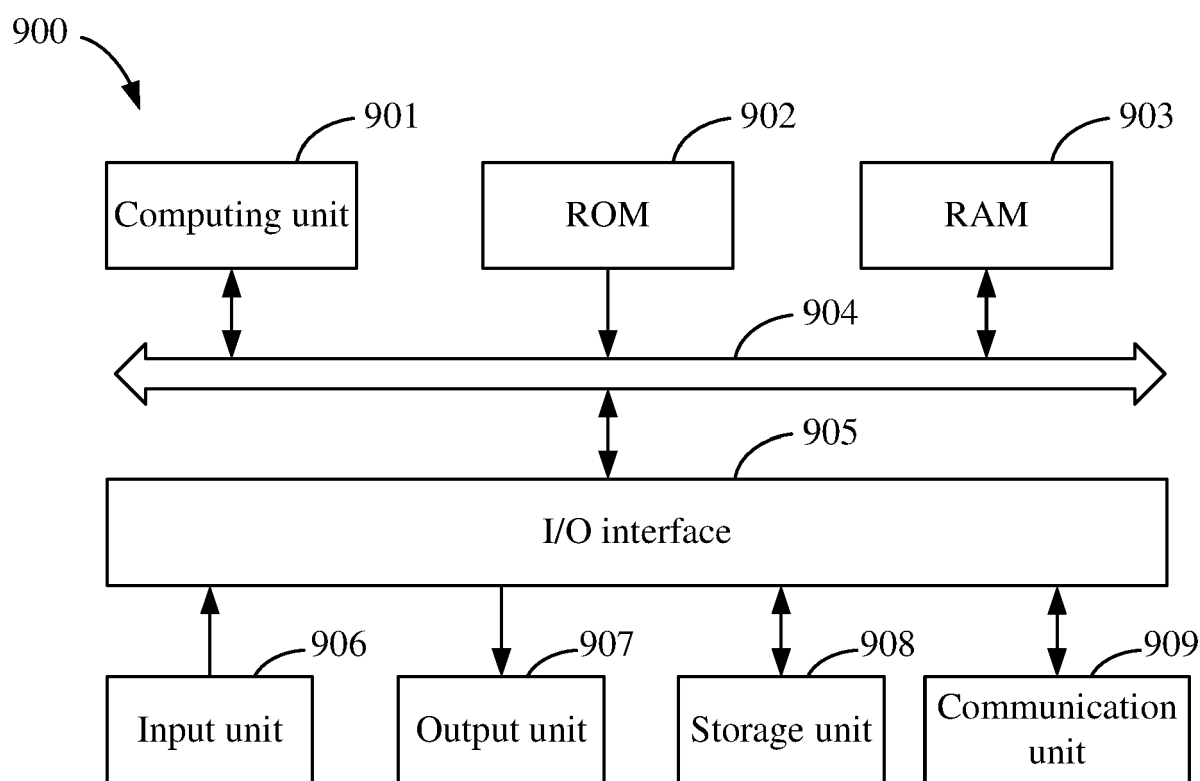 900
901
902
903
Computing unit
ROM
RAM
904
905
I/O interface
906
907
908
909
Input unit
Output unit
Storage unit
Communication
unit